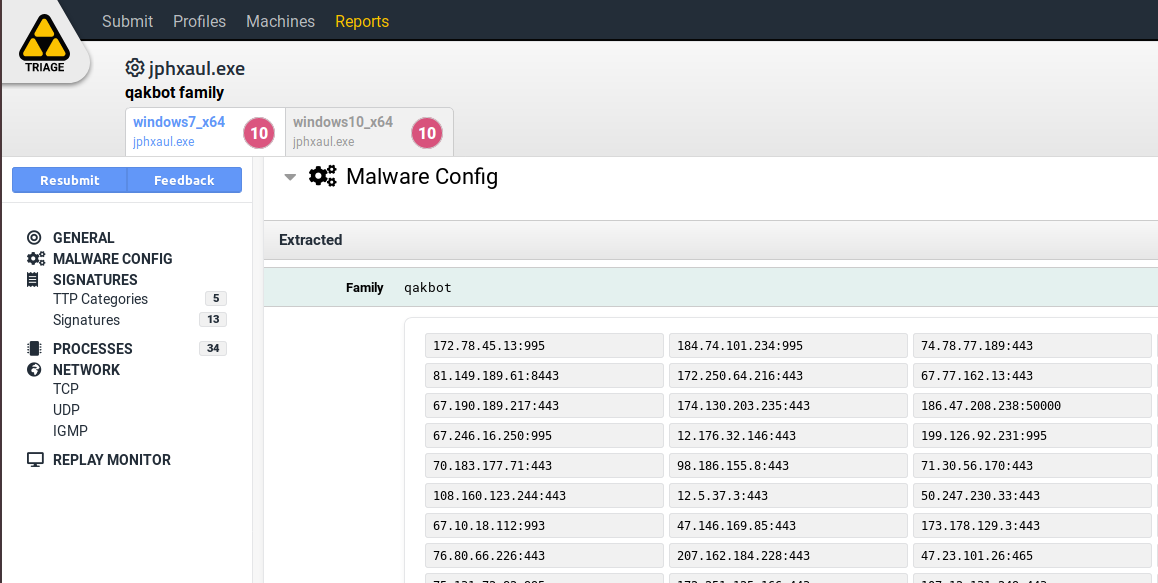 Submit Profiles Machines Reports
TRIAGE
jphxaul.exe
qakbot family
windows7_x64
jphxaul.exe
10
windows10_x64
jphxaul.exe
10
Resubmit Feedback
GENERAL
MALWARE CONFIG
SIGNATURES
TTP Categories 5
Signatures 13
PROCESSES 34
NETWORK
TCP
UDP
IGMP
REPLAY MONITOR
Malware Config
Extracted
Family qakbot
172.78.45.13:995 184.74.101.234:995 74.78.77.189:443
81.149.189.61:8443 172.250.64.216:443 67.77.162.13:443
67.190.189.217:443 174.130.203.235:443 186.47.208.238:50000
67.246.16.250:995 12.176.32.146:443 199.126.92.231:995
70.183.177.71:443 98.186.155.8:443 71.30.56.170:443
108.160.123.244:443 12.5.37.3:443 50.247.230.33:443
67.10.18.112:993 47.146.169.85:443 173.178.129.3:443
76.80.66.226:443 207.162.184.228:443 47.23.101.26:465